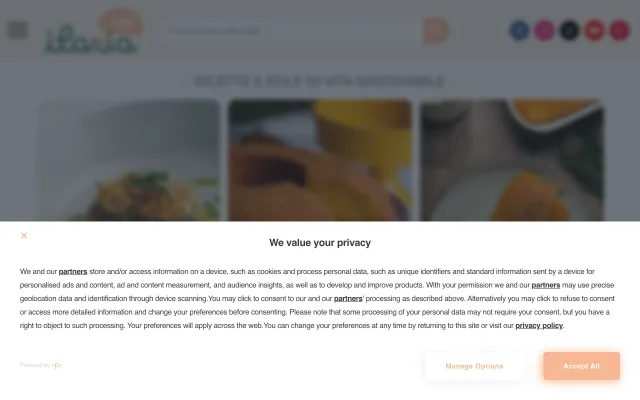 ilaria
RICETTE E STILE DI VITA SOSTENIBILE
We value your privacy
We and our partners store and/or access information on a device, such as cookies and process personal data, such as unique identifiers and standard information sent by a device for
personalised ads and content, ad and content measurement, and audience insights, as well as to develop and improve products. With your permission we and our partners may use precise
geolocation data and identification through device scanning.You may click to consent to our and our partners' processing as described above. Alternatively you may click to refuse to consent
or access more detailed information and change your preferences before consenting. Please note that some processing of your personal data may not require your consent, but you have a
right to object to such processing. Your preferences will apply across the web.You can change your preferences at any time by returning to this site or visit our privacy policy.
Powered by
Manage Options
Accept All